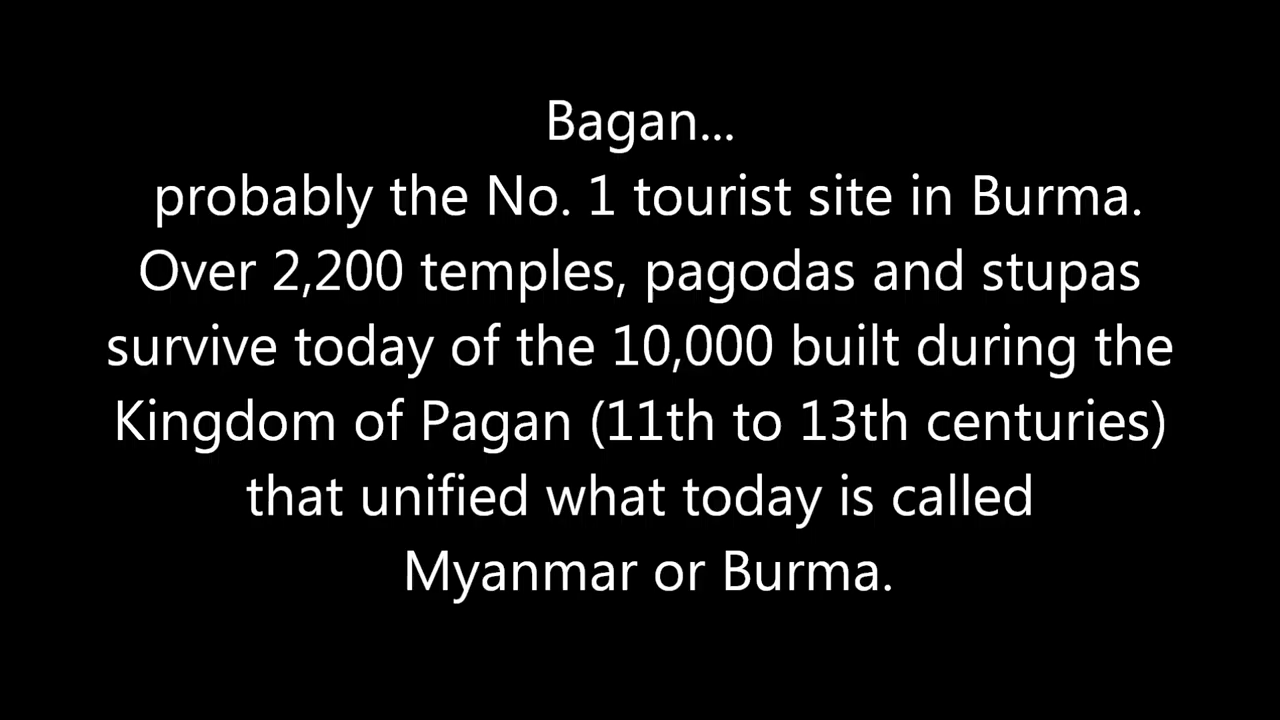 Bagan...
probably the No. 1 tourist site in Burma.
Over 2,200 temples, pagodas and stupas
survive today of the 10,000 built during the
Kingdom of Pagan (11th to 13th centuries)
that unified what today is called
Myanmar or Burma.